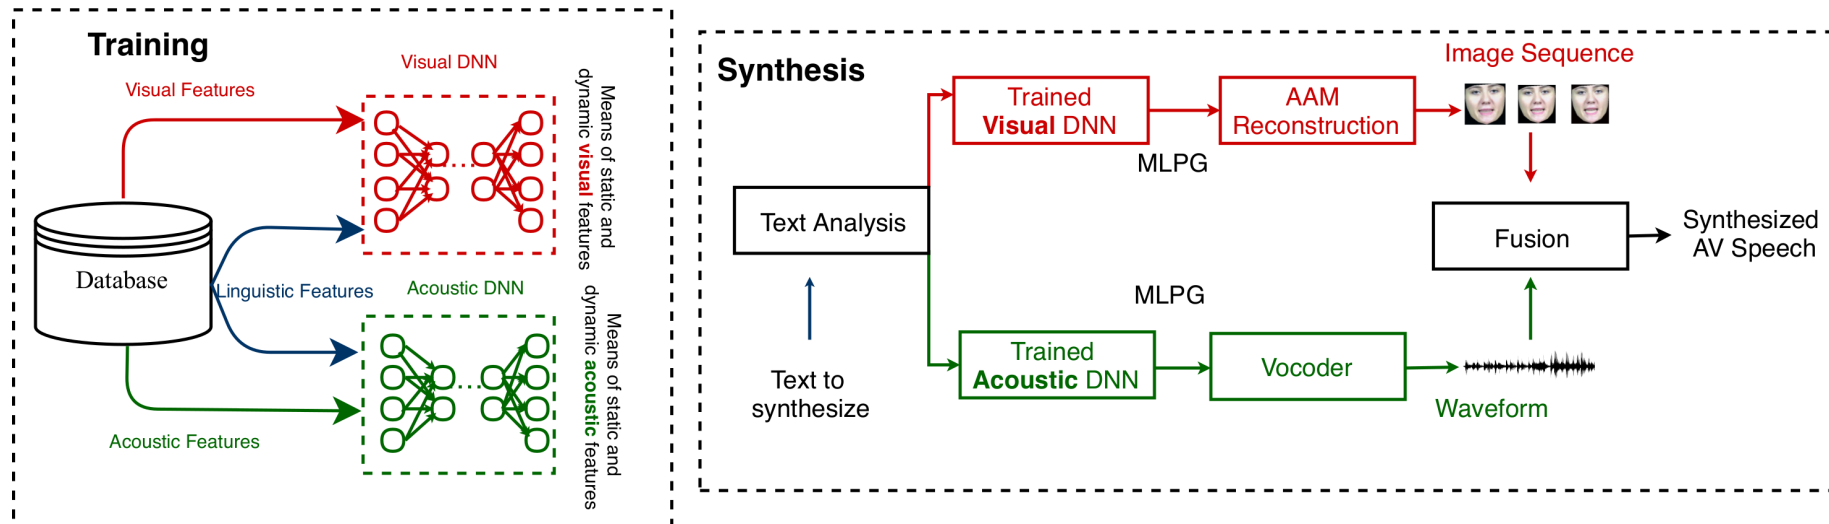 Training
Visual DNN
Visual Features
Means of static and
dynamic visual features
Database
Linguistic Features
Acoustic DNN
Means of static and
dynamic acoustic features
Acoustic Features
Synthesis
Image Sequence
Trained
Visual DNN
AAM
Reconstruction
MLPG
Text Analysis
Fusion
Synthesized
AV Speech
MLPG
Trained
Acoustic DNN
Vocoder
Text to
synthesize
Waveform